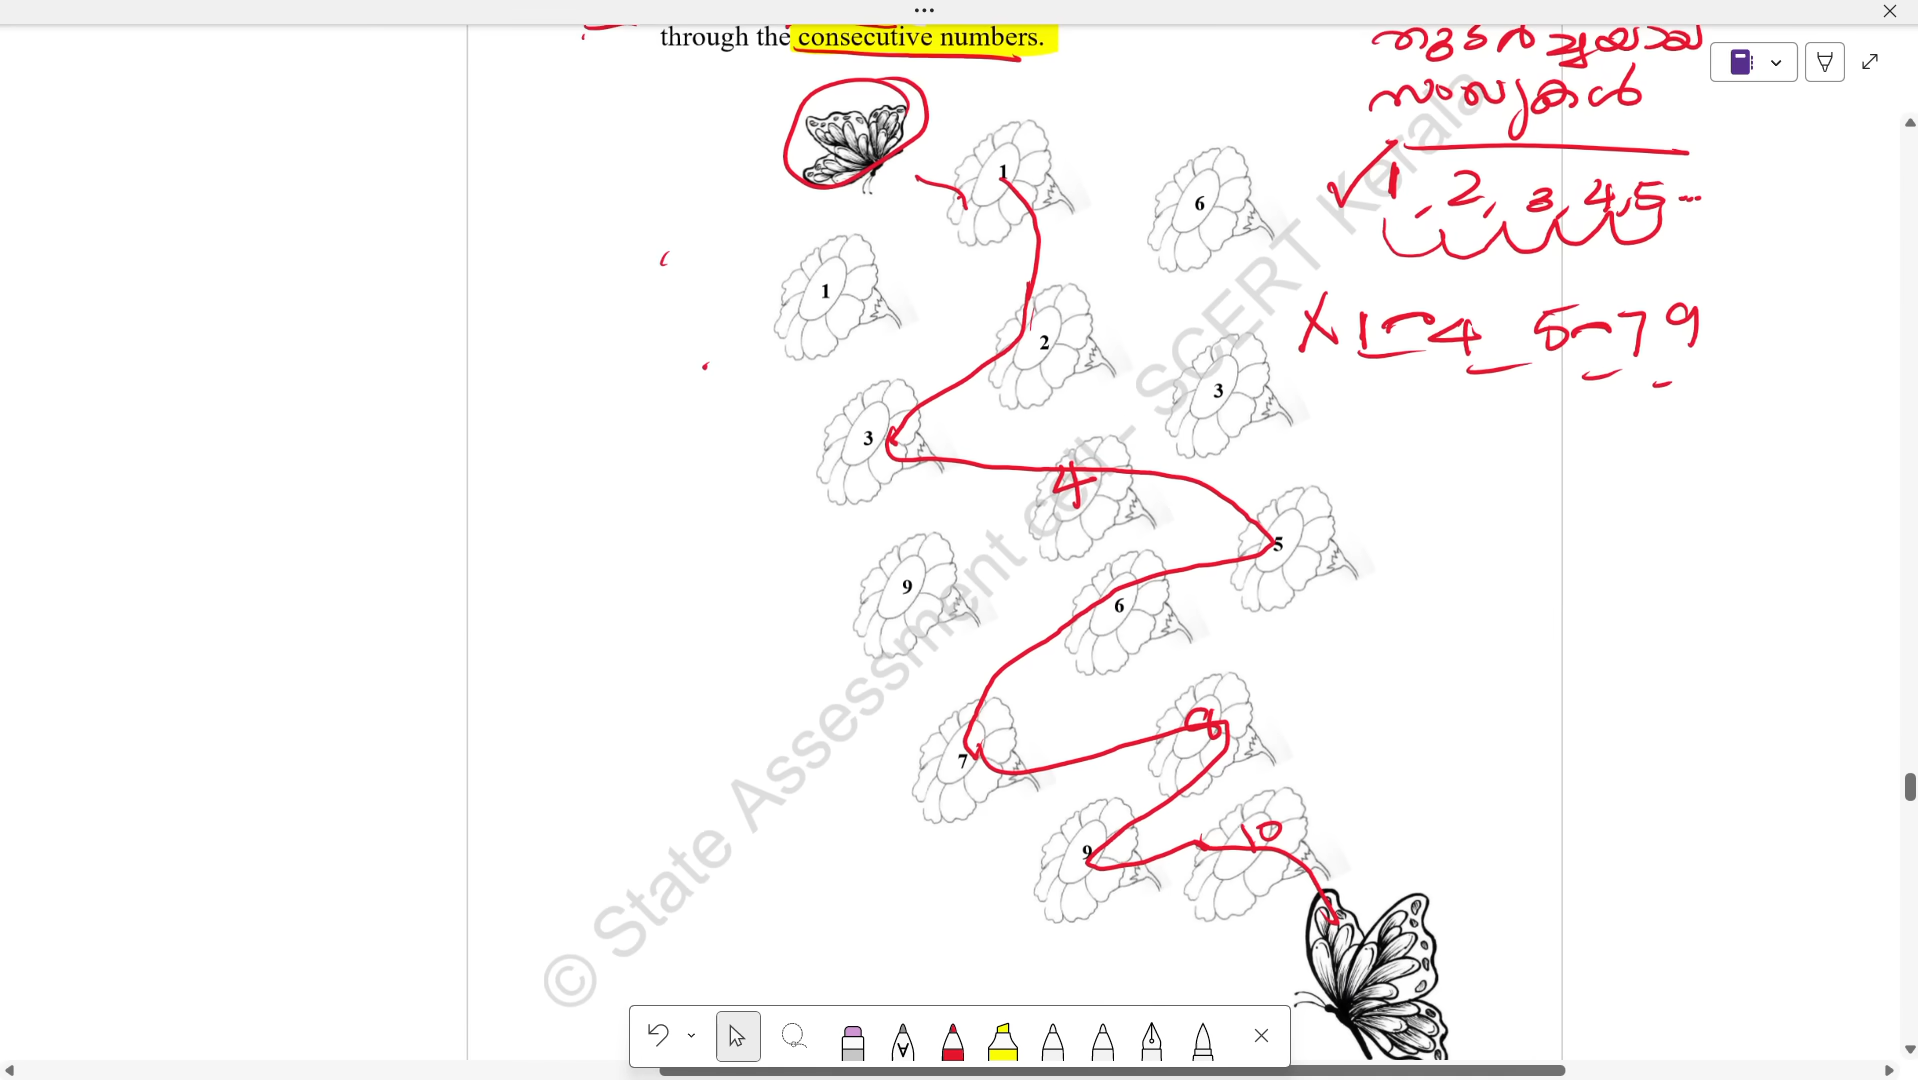 through the consecutive numbers.
തുടർച്ചയായ
സംഖ്യകൾ
1, 2, 3, 4, 5 ...
1
6
1
X 1 4 5 7 9
2
3
3
4
5
9
6
8
7
10
9
© State Assessment cell - SCERT Kerala